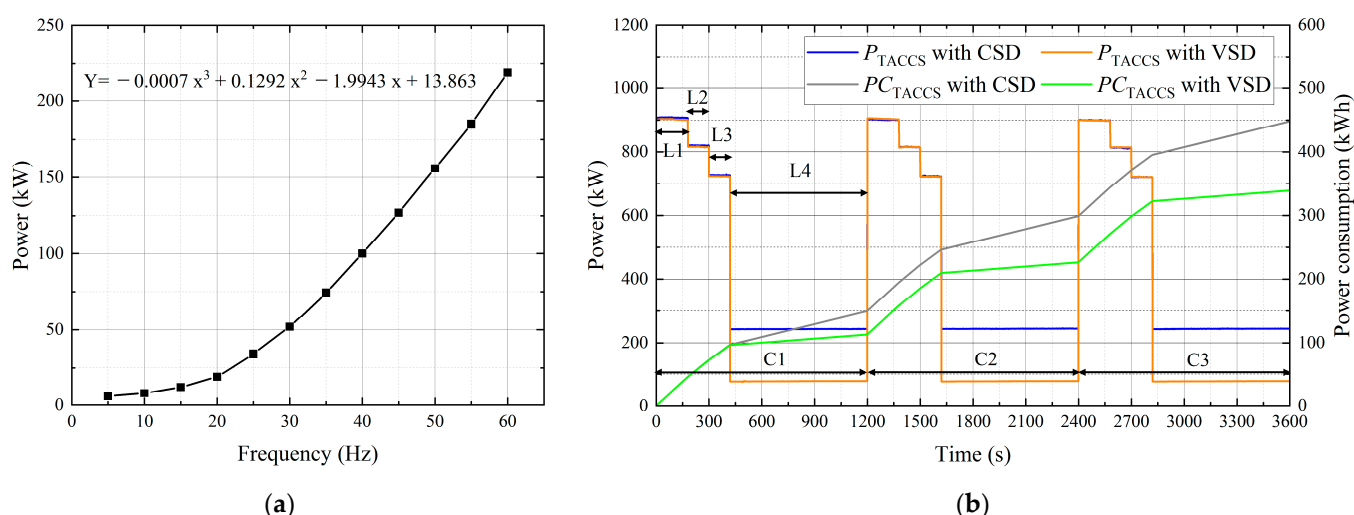 Y= －0.0007 x³ + 0.1292 x² － 1.9943 x + 13.863
Power (kW)
250
200
150
100
50
0
0 10 20 30 40 50 60
Frequency (Hz)
(a)
P_TACCS with CSD P_TACCS with VSD
PC_TACCS with CSD PC_TACCS with VSD
Power (kW)
1200
1000
800
600
400
200
0
L2
L1
L3
L4
C1 C2 C3
600
500
400
300
200
100
0
Power consumption (kWh)
0 300 600 900 1200 1500 1800 2100 2400 2700 3000 3300 3600
Time (s)
(b)